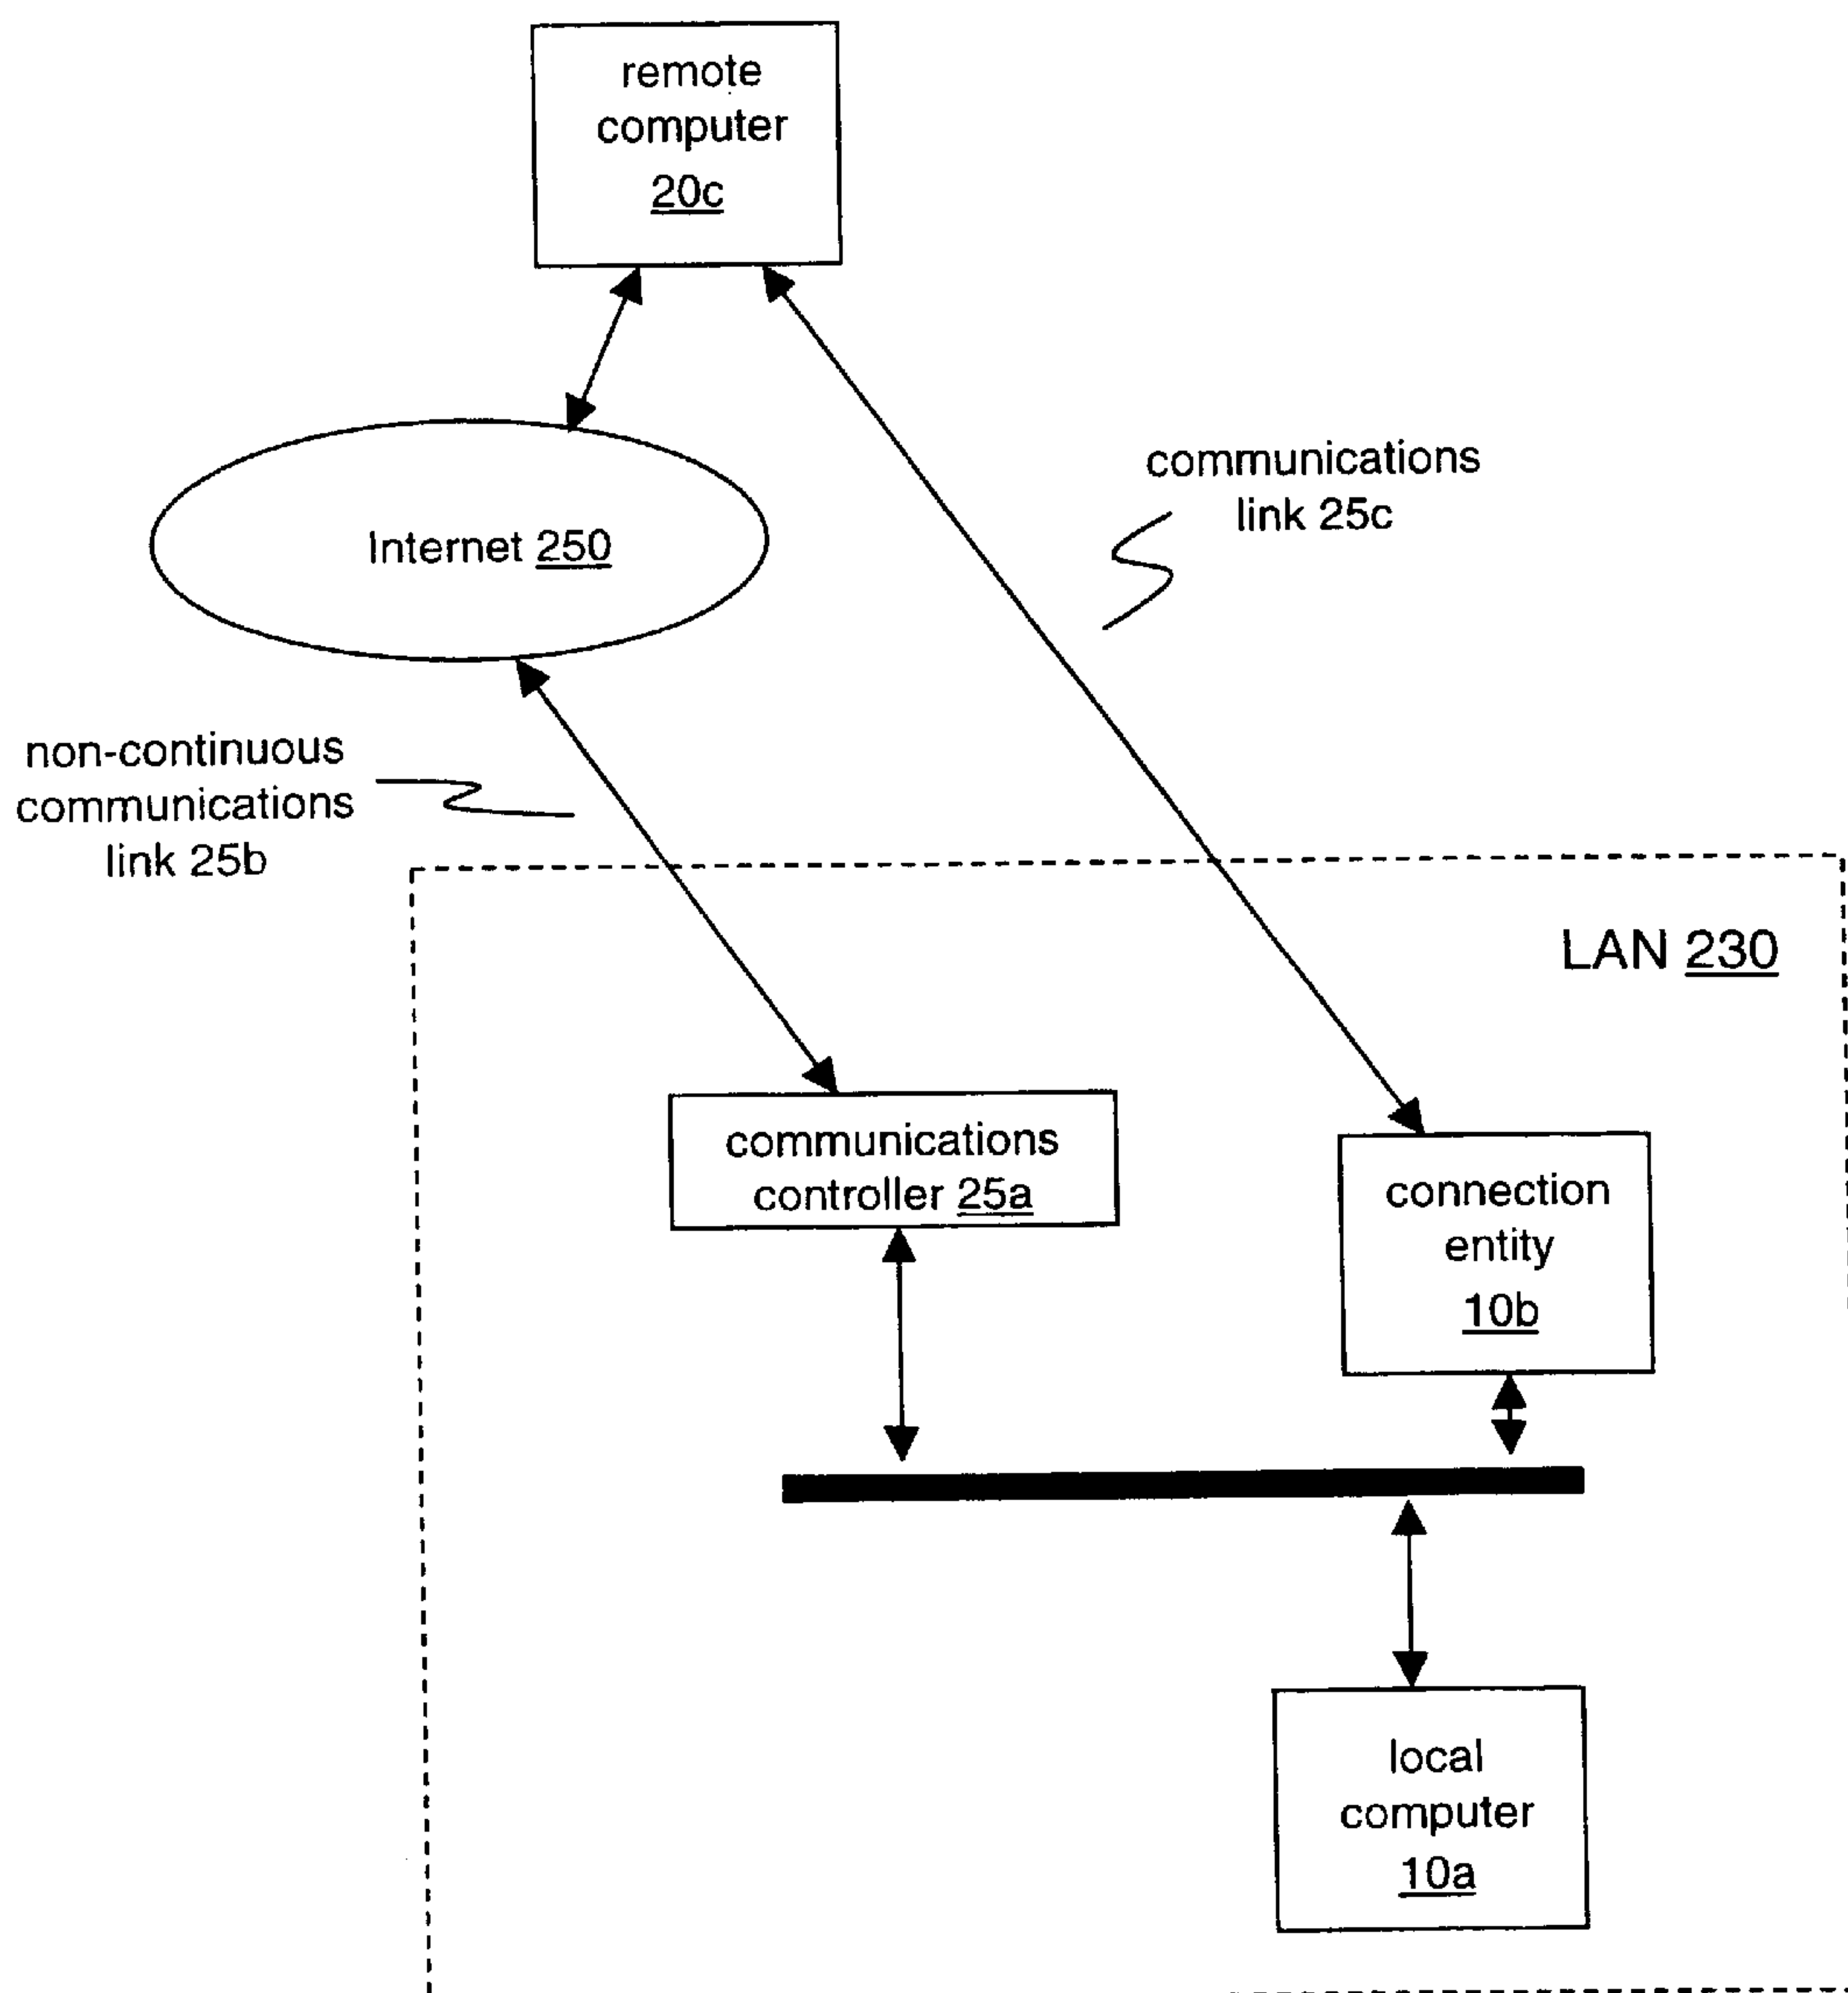 remote
computer
20c
communications
link 25c
Internet 250
non-continuous
communications
link 25b
LAN 230
communications
controller 25a
connection
entity
10b
local
computer
10a